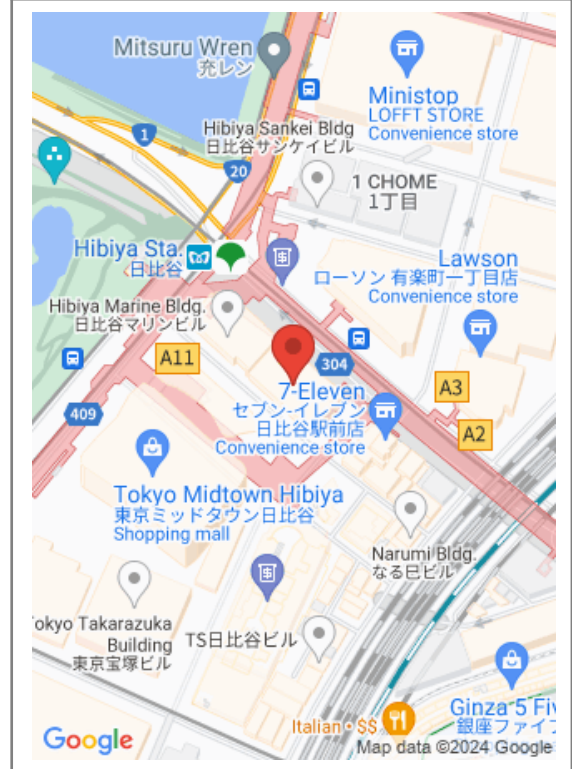 Mitsuru Wren
充レン
Ministop
LOFFT STORE
Convenience store
1
Hibiya Sankei Bldg
日比谷サンケイビル
20
1 CHOME
1丁目
Hibiya Sta.
日比谷
Lawson
ローソン 有楽町一丁目店
Convenience store
Hibiya Marine Bldg.
日比谷マリンビル
A11
304
409
7-Eleven
セブン-イレブン
日比谷駅前店
Convenience store
A3
A2
Tokyo Midtown Hibiya
東京ミッドタウン日比谷
Shopping mall
Narumi Bldg.
なる巳ビル
Tokyo Takarazuka
Building
東京宝塚ビル
TS日比谷ビル
Ginza 5 Fiv
銀座ファイブ
Italian • $$
Google
Map data ©2024 Google